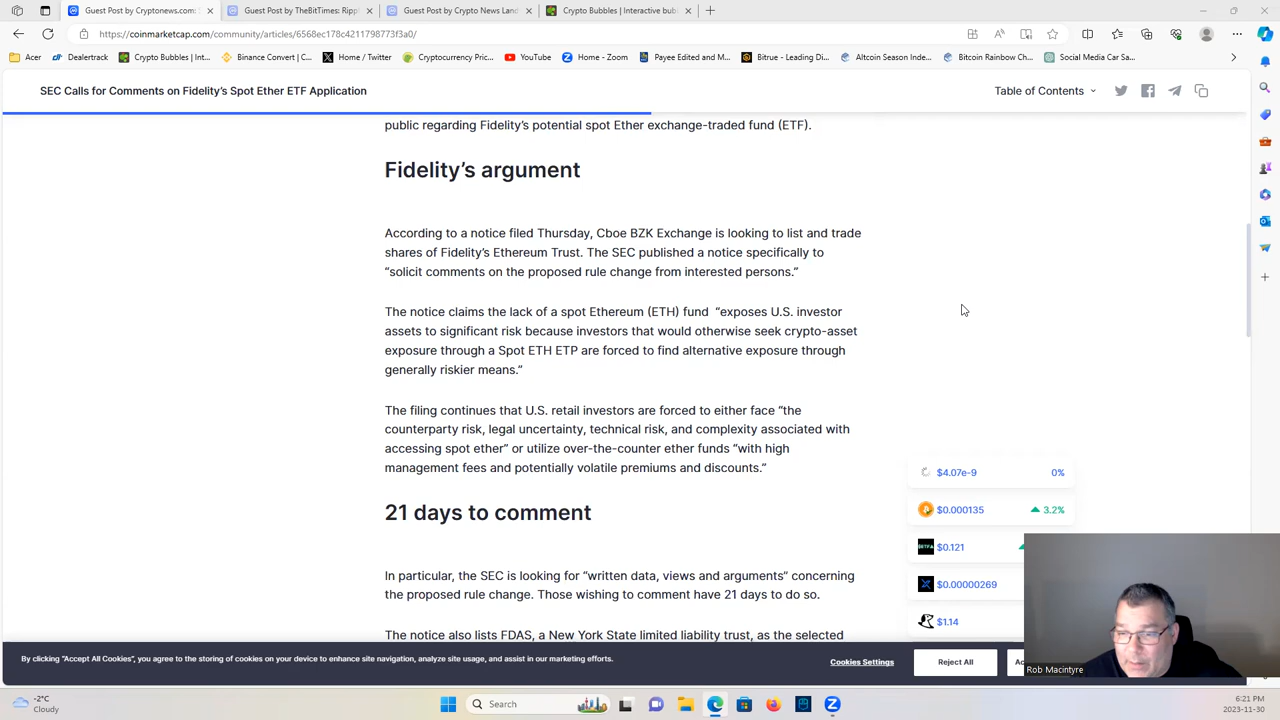 Guest Post by Cryptonews.com:
Guest Post by TheBitTimes: Rippl
Guest Post by Crypto News Land
Crypto Bubbles | Interactive bub
https://coinmarketcap.com/community/articles/6568ec178c4211798773f3a0/
Acer
Dealertrack
Crypto Bubbles | Int...
Binance Convert | C...
Home / Twitter
Cryptocurrency Pric...
YouTube
Home - Zoom
Payee Edited and M...
Bitrue - Leading Di...
Altcoin Season Inde...
Bitcoin Rainbow Ch...
Social Media Car Sa...
SEC Calls for Comments on Fidelity's Spot Ether ETF Application
Table of Contents
public regarding Fidelity's potential spot Ether exchange-traded fund (ETF).
Fidelity's argument
According to a notice filed Thursday, Cboe BZK Exchange is looking to list and trade
shares of Fidelity's Ethereum Trust. The SEC published a notice specifically to
“solicit comments on the proposed rule change from interested persons.”
The notice claims the lack of a spot Ethereum (ETH) fund “exposes U.S. investor
assets to significant risk because investors that would otherwise seek crypto-asset
exposure through a Spot ETH ETP are forced to find alternative exposure through
generally riskier means.”
The filing continues that U.S. retail investors are forced to either face “the
counterparty risk, legal uncertainty, technical risk, and complexity associated with
accessing spot ether” or utilize over-the-counter ether funds “with high
management fees and potentially volatile premiums and discounts.”
$4.07e-9 0%
$0.000135 3.2%
$0.121
$0.00000269
$1.14
21 days to comment
In particular, the SEC is looking for “written data, views and arguments” concerning
the proposed rule change. Those wishing to comment have 21 days to do so.
The notice also lists FDAS, a New York State limited liability trust, as the selected
By clicking “Accept All Cookies”, you agree to the storing of cookies on your device to enhance site navigation, analyze site usage, and assist in our marketing efforts.
Cookies Settings
Reject All
Rob Macintyre
-2°C
Cloudy
Search
6:21 PM
2023-11-30